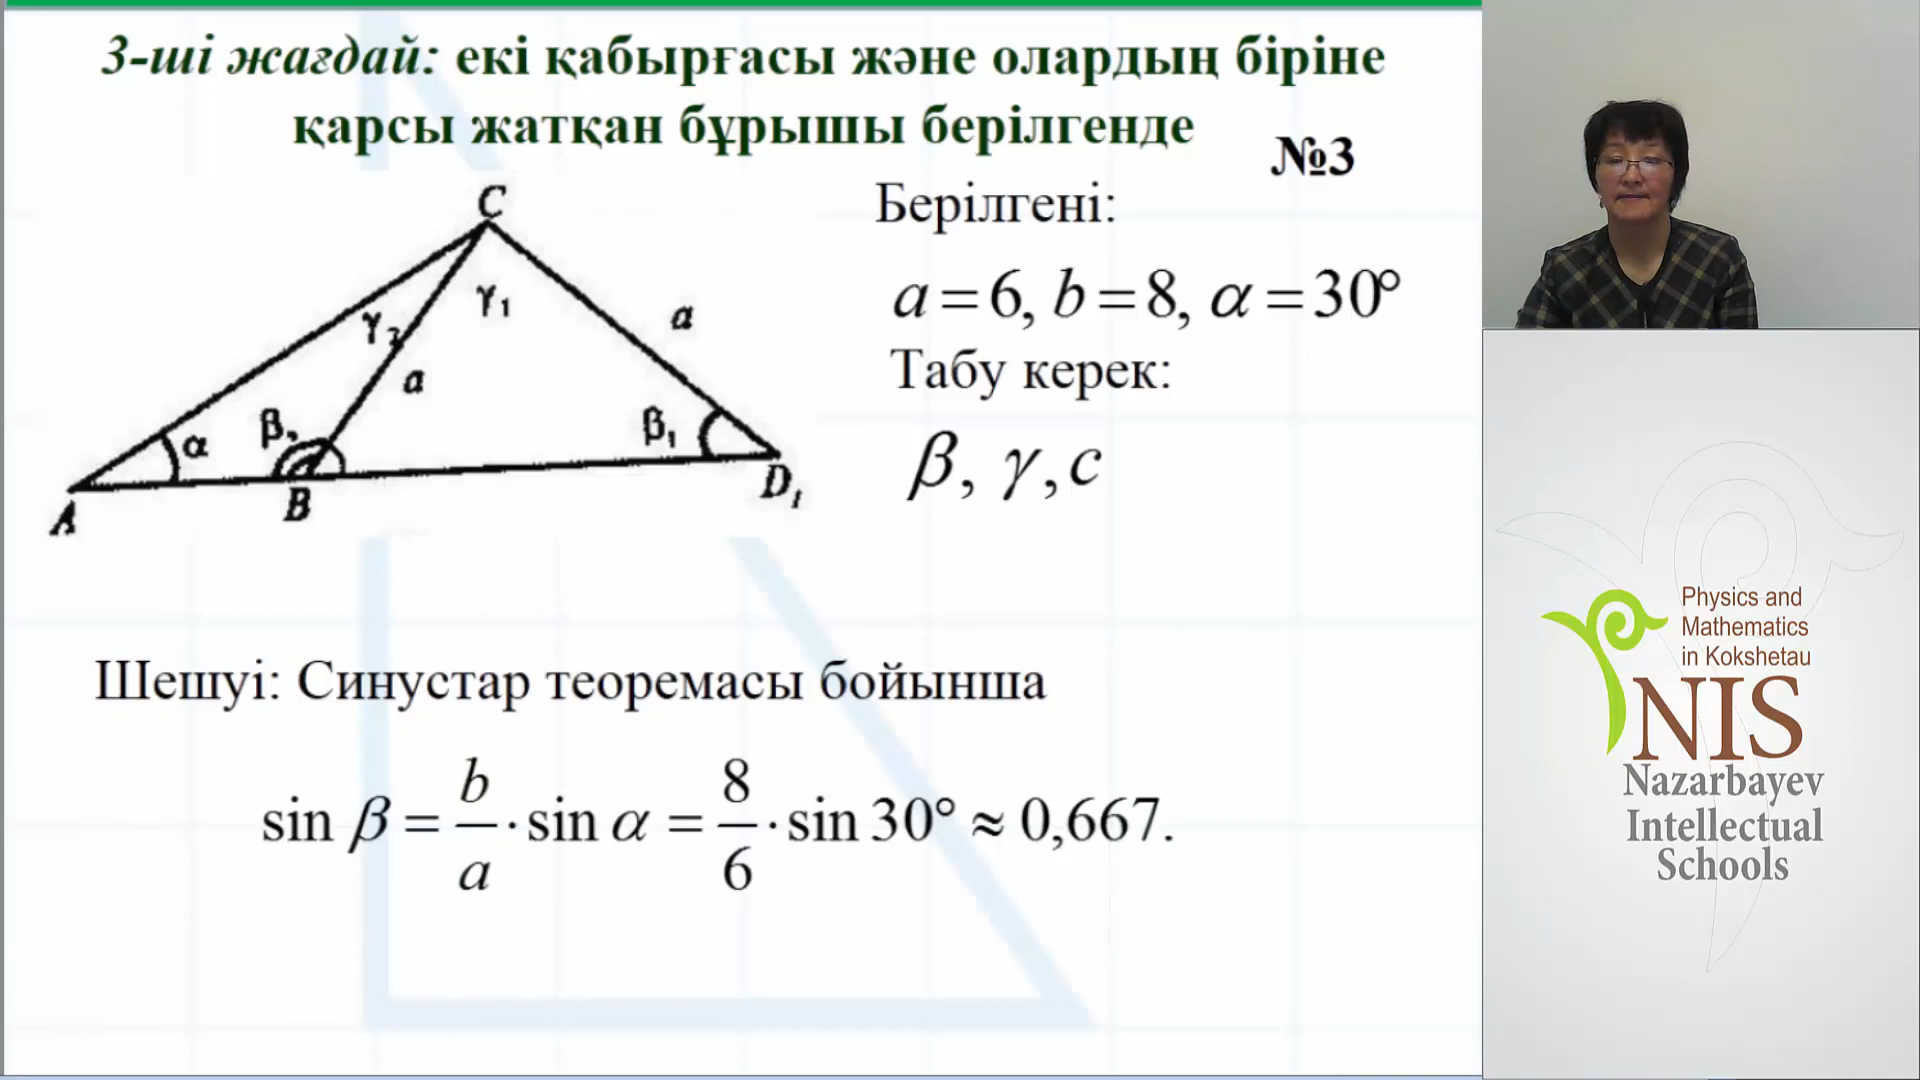 3-ші жағдай: екі қабырғасы және олардың біріне
қарсы жатқан бұрышы берілгенде
№3
Берілгені:
a = 6, b = 8, α = 30°
Табу керек:
β, γ, c
C
γ₁
a
γ₂
a
α
β₂
β₁
A
B
D₁
Шешуі: Синустар теоремасы бойынша
sin β = b/a · sin α = 8/6 · sin 30° ≈ 0,667.
Physics and
Mathematics
in Kokshetau
NIS
Nazarbayev
Intellectual
Schools